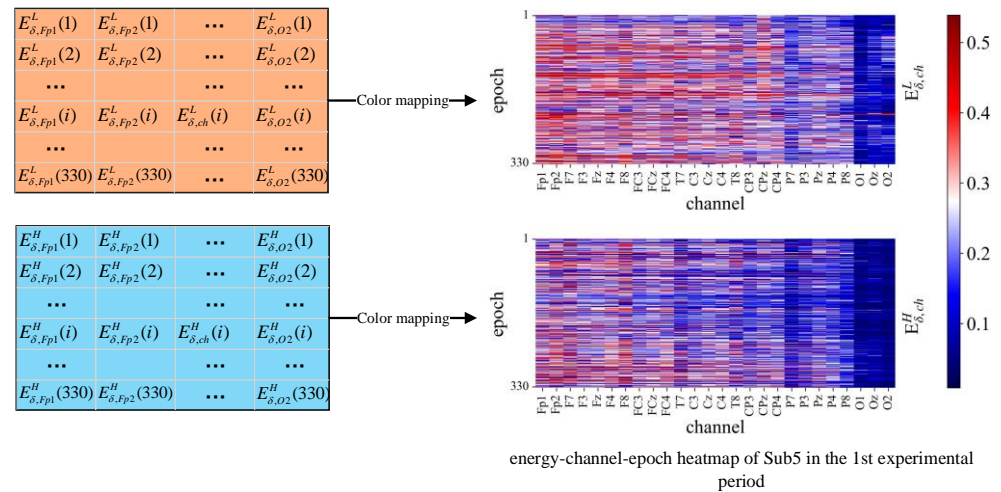 E^L_{δ,Fp1}(1) E^L_{δ,Fp2}(1) ... E^L_{δ,O2}(1)
E^L_{δ,Fp1}(2) E^L_{δ,Fp2}(2) ... E^L_{δ,O2}(2)
... ...
E^L_{δ,Fp1}(i) E^L_{δ,Fp2}(i) E^L_{δ,ch}(i) E^L_{δ,O2}(i)
... ...
E^L_{δ,Fp1}(330) E^L_{δ,Fp2}(330) ... E^L_{δ,O2}(330)
Color mapping
epoch
1
330
Fp1 Fp2 F7 F3 Fz F4 F8 FC3 FCz FC4 T7 C3 Cz C4 T8 CP3 CPz CP4 P7 P3 Pz P4 P8 O1 Oz O2
channel
E^L_{δ,ch}
E^H_{δ,Fp1}(1) E^H_{δ,Fp2}(1) ... E^H_{δ,O2}(1)
E^H_{δ,Fp1}(2) E^H_{δ,Fp2}(2) ... E^H_{δ,O2}(2)
... ...
E^H_{δ,Fp1}(i) E^H_{δ,Fp2}(i) E^H_{δ,ch}(i) E^H_{δ,O2}(i)
... ...
E^H_{δ,Fp1}(330) E^H_{δ,Fp2}(330) ... E^H_{δ,O2}(330)
Color mapping
epoch
1
330
Fp1 Fp2 F7 F3 Fz F4 F8 FC3 FCz FC4 T7 C3 Cz C4 T8 CP3 CPz CP4 P7 P3 Pz P4 P8 O1 Oz O2
channel
E^H_{δ,ch}
0.5
0.4
0.3
0.2
0.1
energy-channel-epoch heatmap of Sub5 in the 1st experimental
period